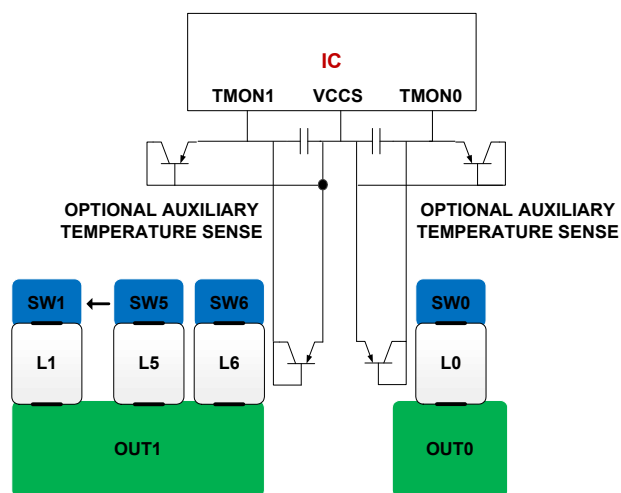 IC
TMON1 VCCS TMON0
OPTIONAL AUXILIARY
TEMPERATURE SENSE
OPTIONAL AUXILIARY
TEMPERATURE SENSE
SW1 SW5 SW6 SW0
L1 L5 L6 L0
OUT1 OUT0